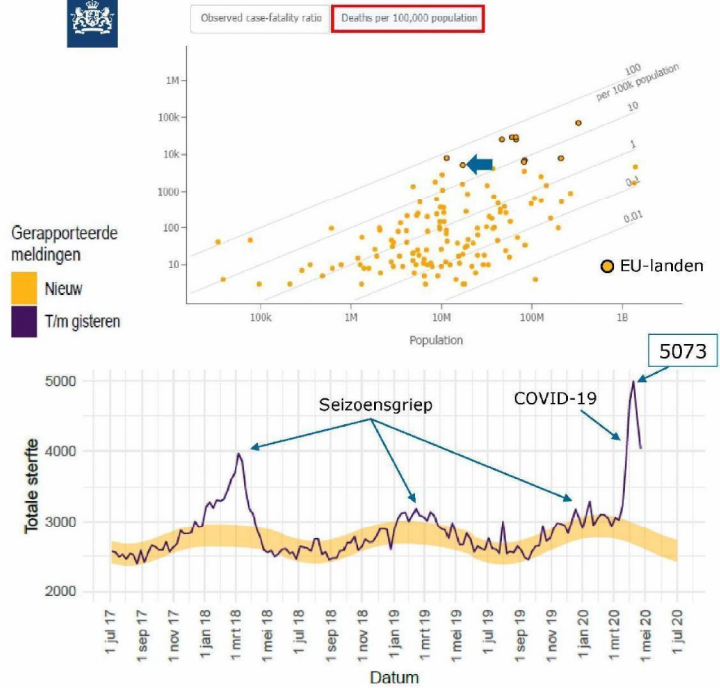 Observed case-fatality ratio
Deaths per 100,000 population
100
per 100k population
10
1
0.1
0.01
1M
100k
10k
1000
100
10
100k
1M
10M
100M
1B
Population
EU-landen
Gerapporteerde
meldingen
Nieuw
T/m gisteren
5073
Seizoensgriep
COVID-19
5000
4000
3000
2000
Totale sterfte
1 jul 17
1 sep 17
1 nov 17
1 jan 18
1 mrt 18
1 mei 18
1 jul 18
1 sep 18
1 nov 18
1 jan 19
1 mrt 19
1 mei 19
1 jul 19
1 sep 19
1 nov 19
1 jan 20
1 mrt 20
1 mei 20
1 jul 20
Datum